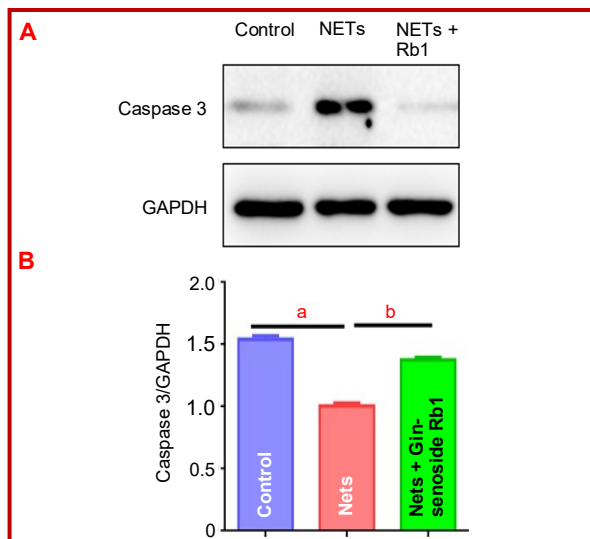 A
Control NETs NETs +
Rb1
Caspase 3
GAPDH
B
2.0
1.5
1.0
0.5
0
Caspase 3/GAPDH
a
b
Control
Nets
Nets + Gin-
senoside Rb1